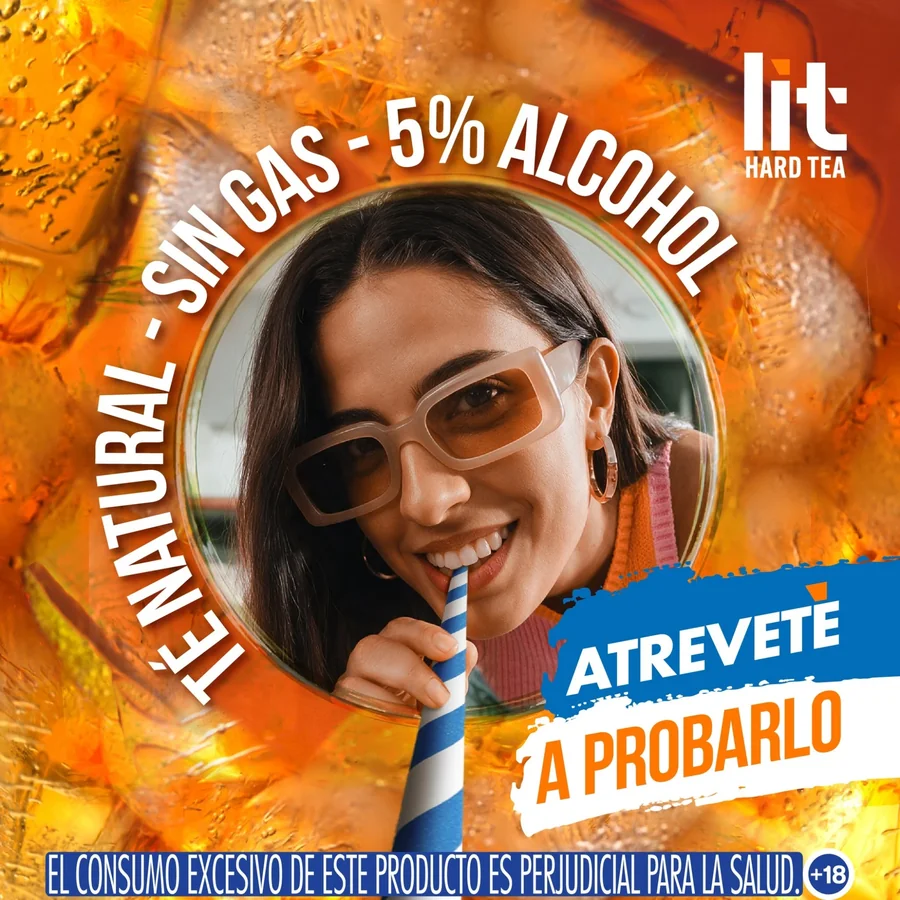 lit
HARD TEA
TÉ NATURAL - SIN GAS - 5% ALCOHOL
ATREVETÉ
A PROBARLO
EL CONSUMO EXCESIVO DE ESTE PRODUCTO ES PERJUDICIAL PARA LA SALUD. +18